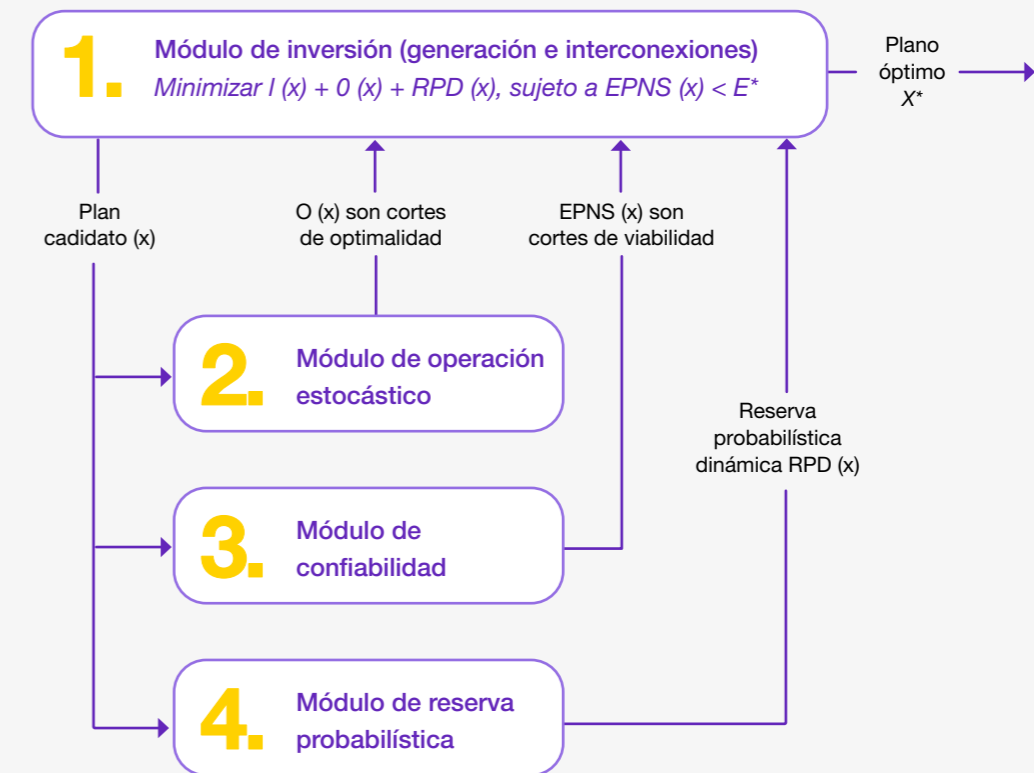 1.
Módulo de inversión (generación e interconexiones)
Minimizar I (x) + 0 (x) + RPD (x), sujeto a EPNS (x) < E*
Plano
óptimo
X*
Plan
cadidato (x)
O (x) son cortes
de optimalidad
EPNS (x) son
cortes de viabilidad
2.
Módulo de operación
estocástico
Reserva
probabilística
dinámica RPD (x)
3.
Módulo de
confiabilidad
4.
Módulo de reserva
probabilística